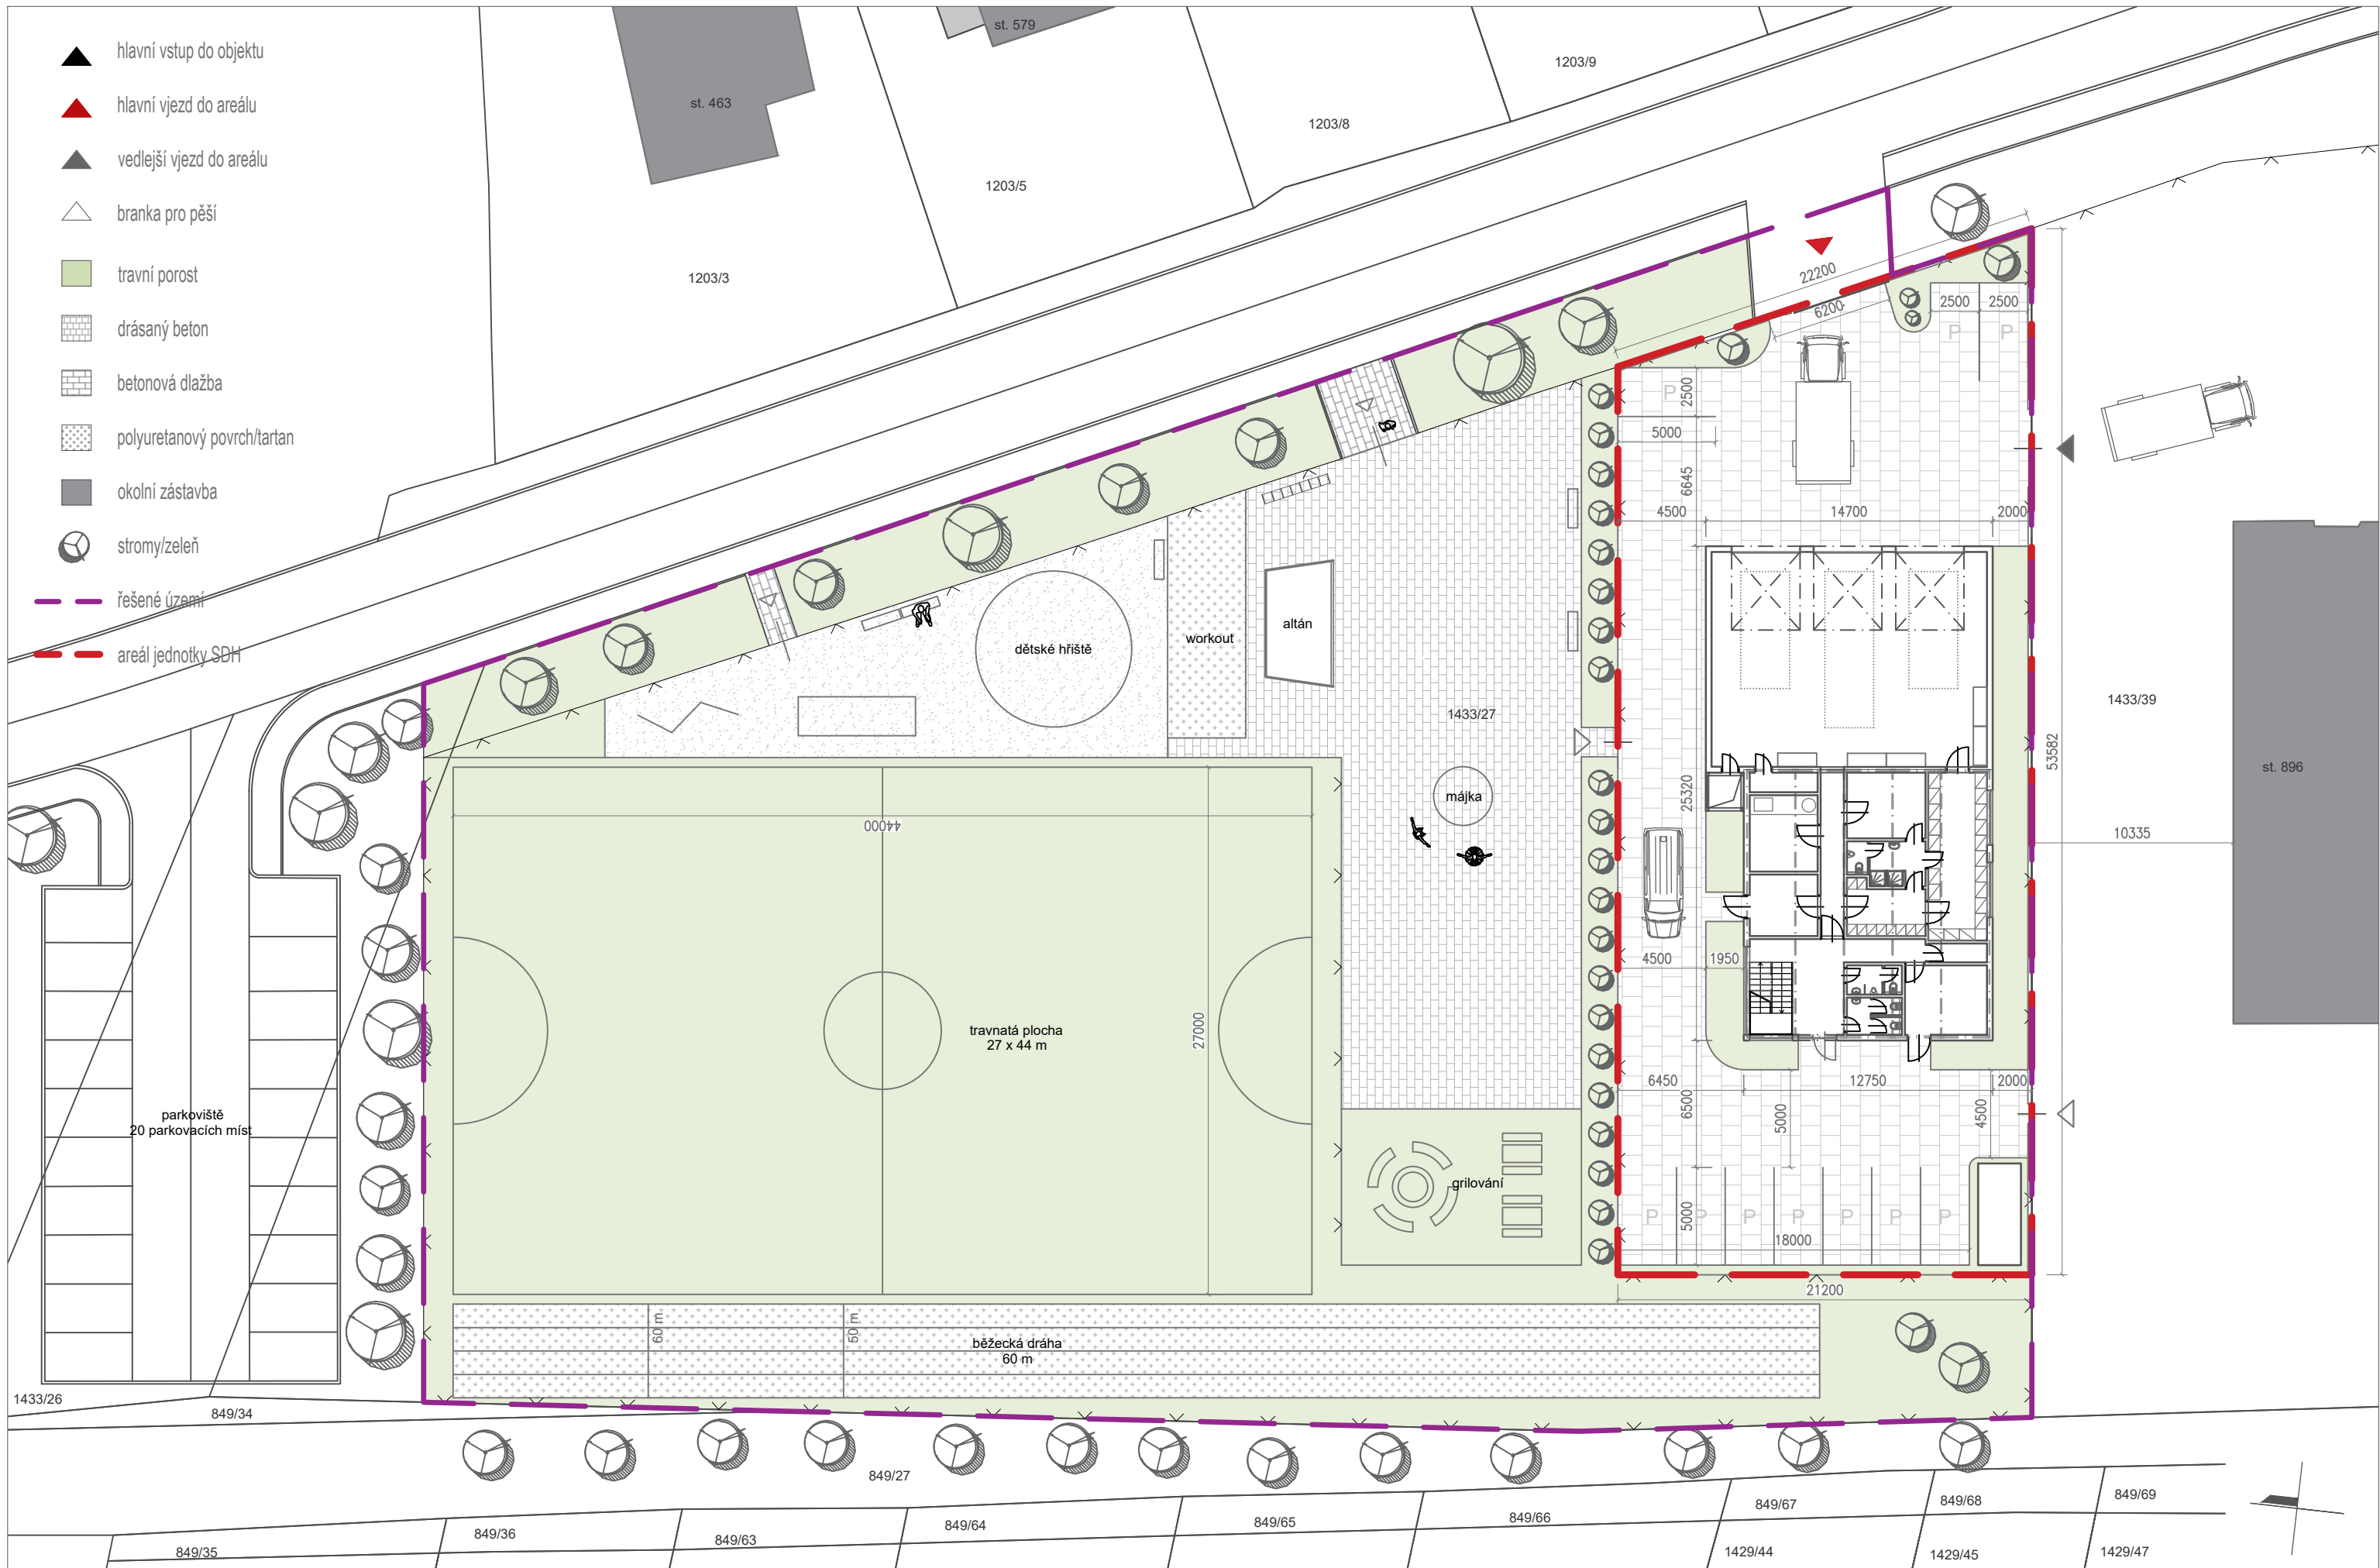 hlavní vstup do objektu
hlavní vjezd do areálu
vedlejší vjezd do areálu
branka pro pěší
travní porost
drásaný beton
betonová dlažba
polyuretanový povrch/tartan
okolní zástavba
stromy/zeleň
řešené území
areál jednotky SDH
st. 579
st. 463
1203/9
1203/8
1203/5
1203/3
22200
6200
2500
2500
P
P
P
2500
5000
6645
4500
14700
2000
dětské hřiště
workout
altán
1433/27
1433/39
53582
st. 896
májka
25320
10335
44000
4500
1950
27000
travnatá plocha
27 x 44 m
6450
12750
2000
6500
5000
4500
parkoviště
20 parkovacích míst
grilování
P
P
P
P
P
P
P
5000
18000
21200
60 m
50 m
běžecká dráha
60 m
1433/26
849/34
849/27
849/35
849/36
849/63
849/64
849/65
849/66
849/67
849/68
849/69
1429/44
1429/45
1429/47